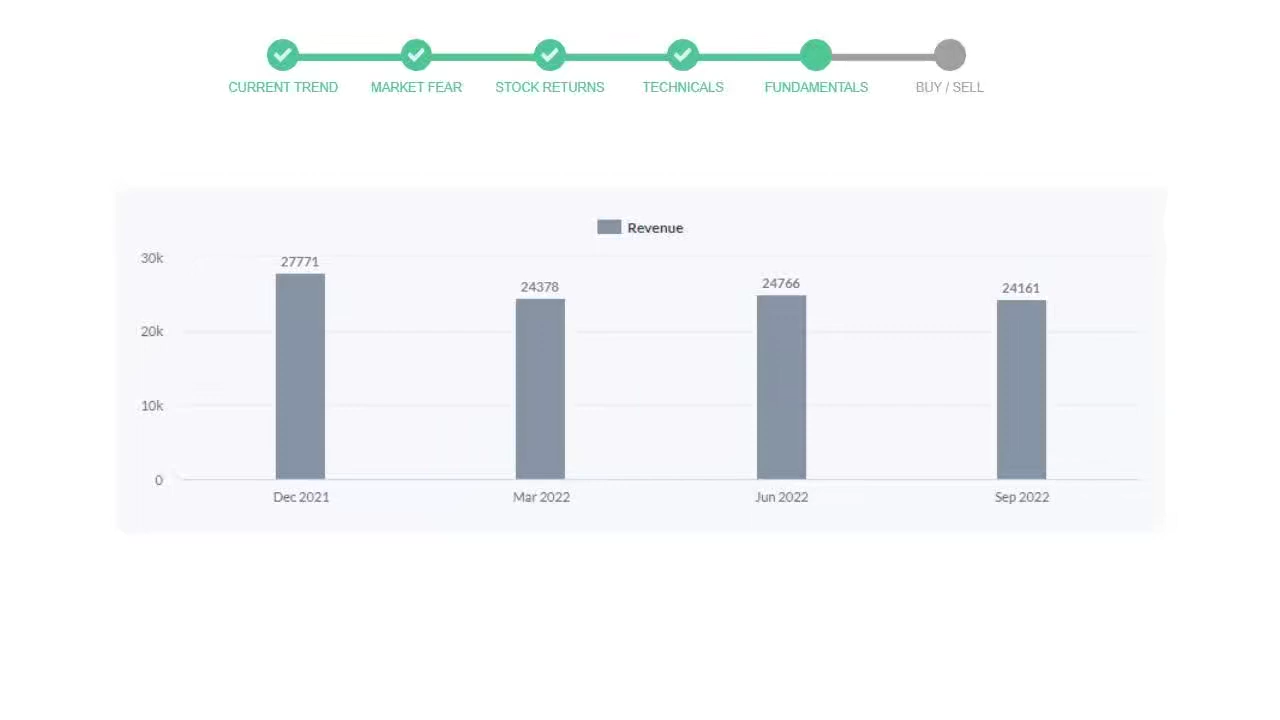 CURRENT TREND MARKET FEAR STOCK RETURNS TECHNICALS FUNDAMENTALS BUY / SELL
Revenue
30k
27771
24378
24766
24161
20k
10k
0
Dec 2021 Mar 2022 Jun 2022 Sep 2022